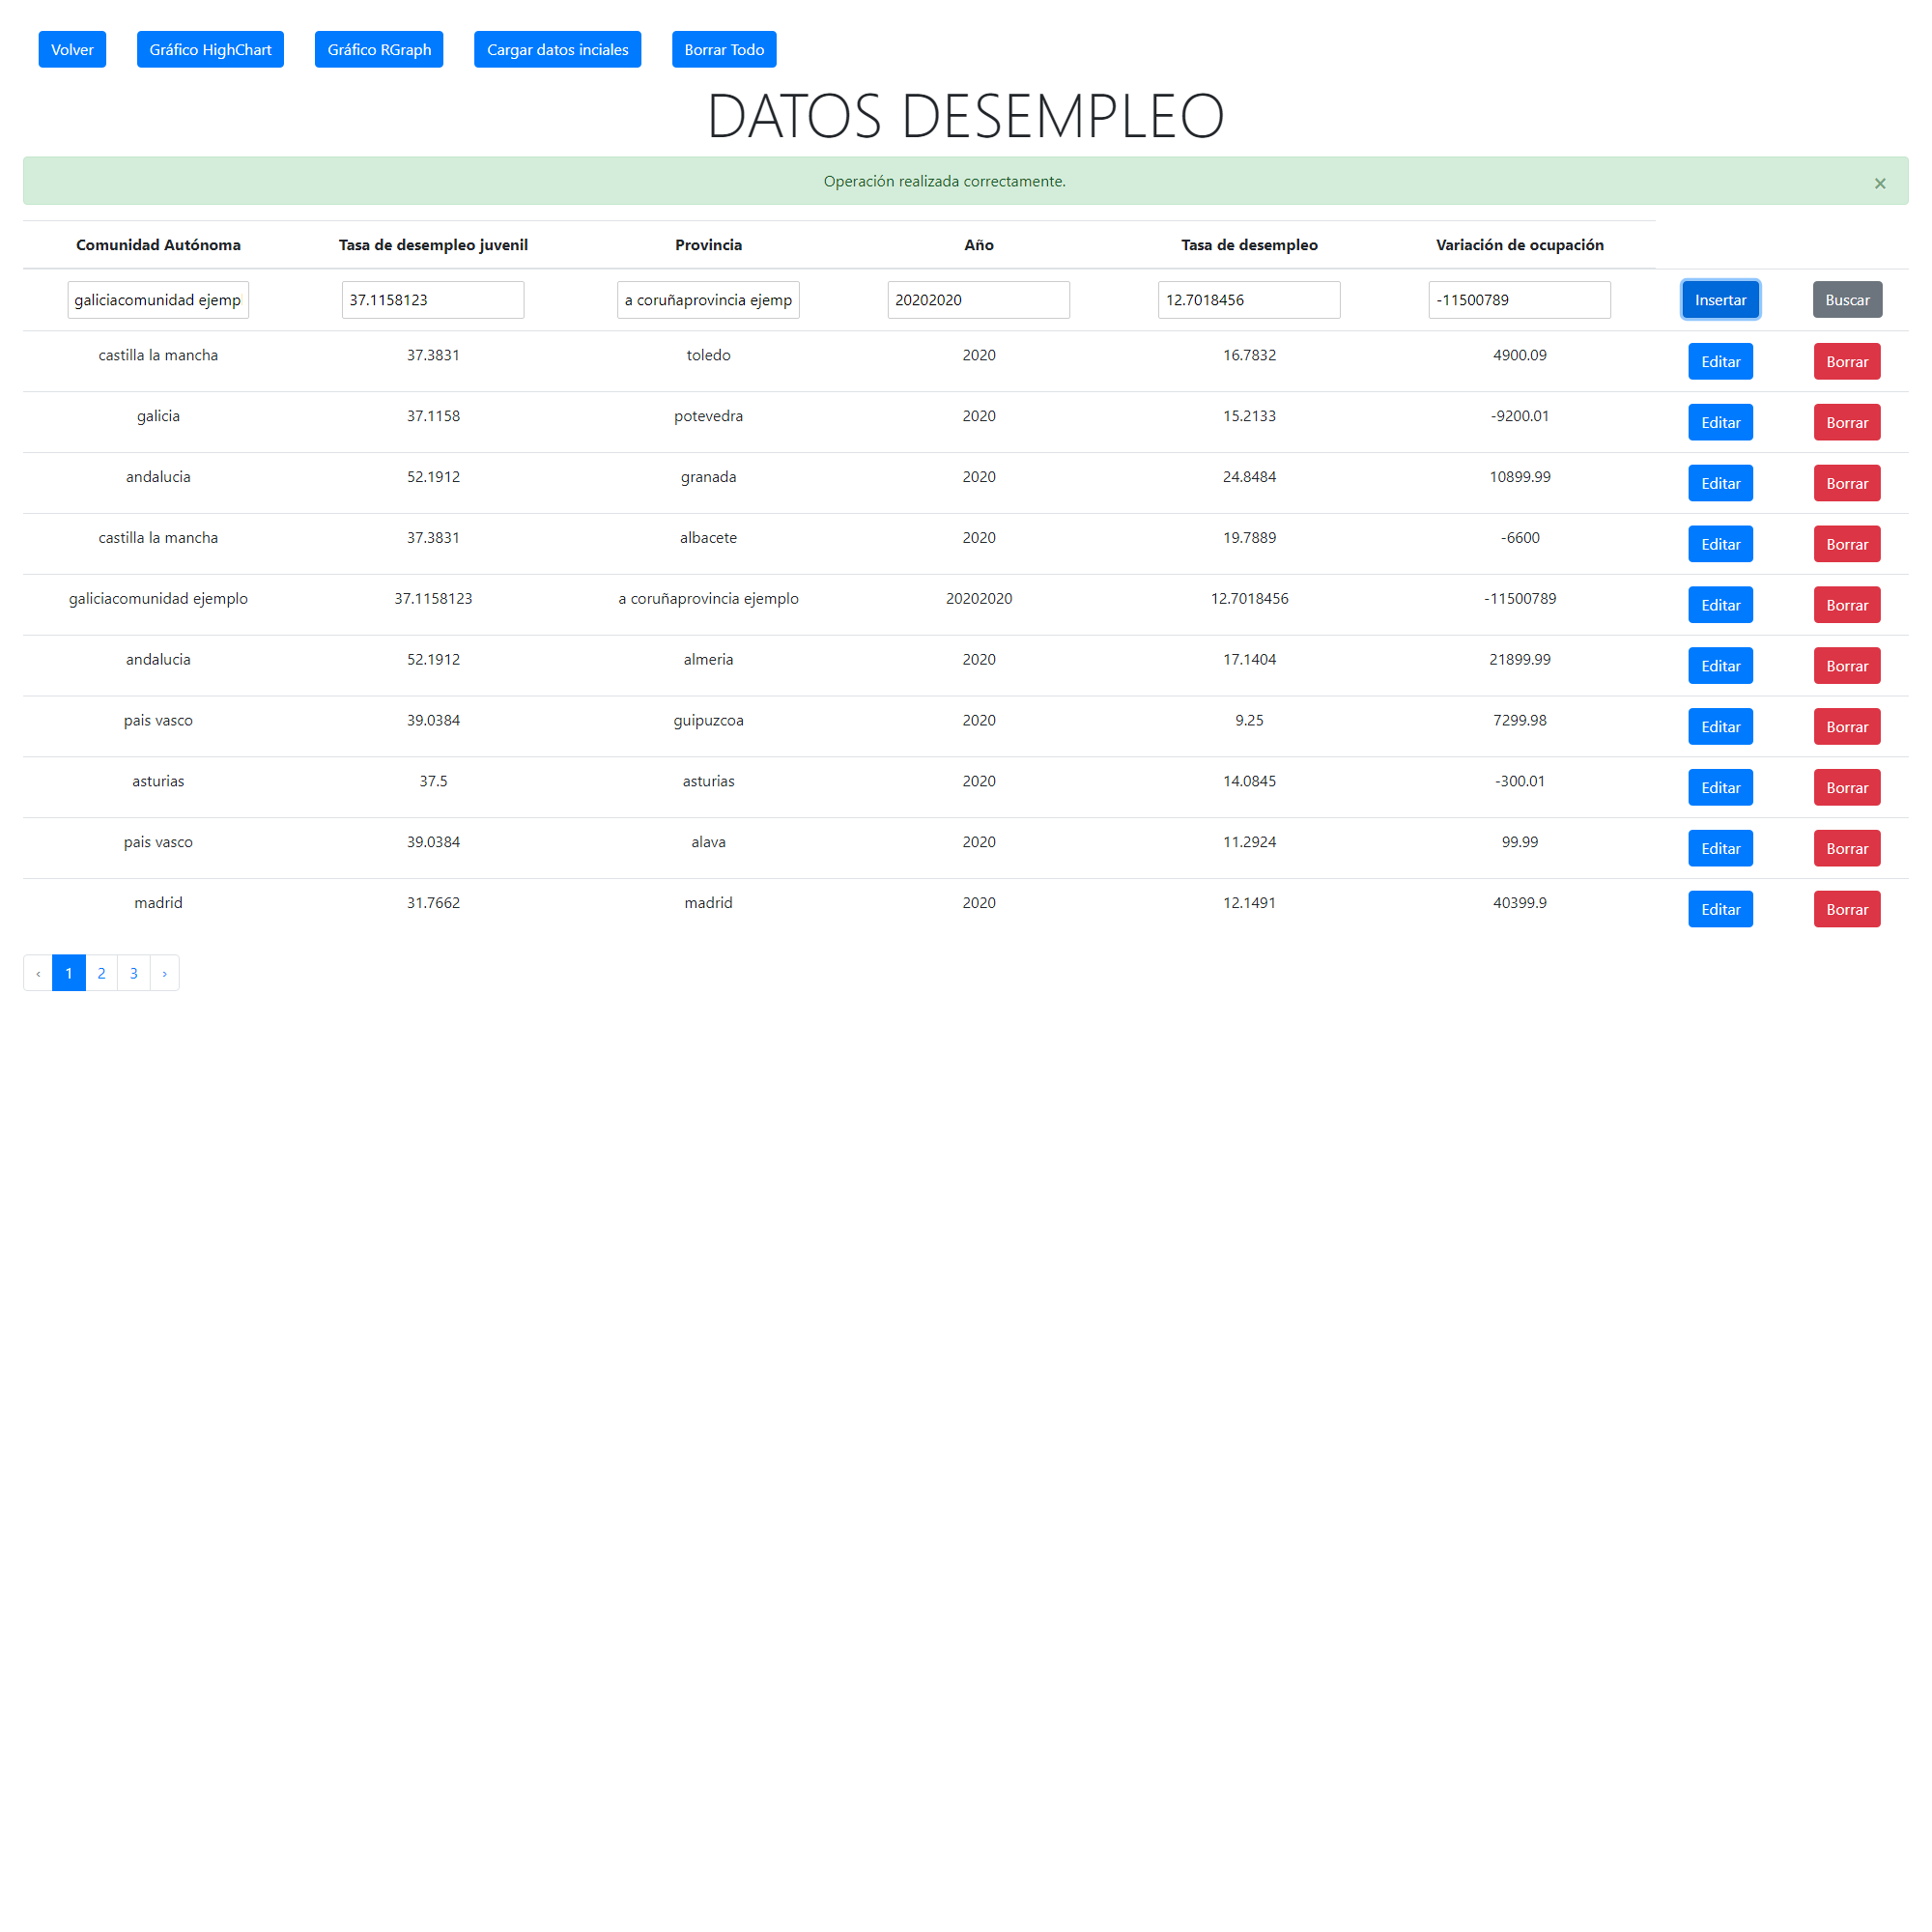 Volver Gráfico HighChart Gráfico RGraph Cargar datos inciales Borrar Todo
DATOS DESEMPLEO
Operación realizada correctamente. ×
Comunidad Autónoma Tasa de desempleo juvenil Provincia Año Tasa de desempleo Variación de ocupación
galiciacomunidad ejemp 37.1158123 a coruñaprovincia ejemp 20202020 12.7018456 -11500789 Insertar Buscar
castilla la mancha 37.3831 toledo 2020 16.7832 4900.09 Editar Borrar
galicia 37.1158 potevedra 2020 15.2133 -9200.01 Editar Borrar
andalucia 52.1912 granada 2020 24.8484 10899.99 Editar Borrar
castilla la mancha 37.3831 albacete 2020 19.7889 -6600 Editar Borrar
galiciacomunidad ejemplo 37.1158123 a coruñaprovincia ejemplo 20202020 12.7018456 -11500789 Editar Borrar
andalucia 52.1912 almeria 2020 17.1404 21899.99 Editar Borrar
pais vasco 39.0384 guipuzcoa 2020 9.25 7299.98 Editar Borrar
asturias 37.5 asturias 2020 14.0845 -300.01 Editar Borrar
pais vasco 39.0384 alava 2020 11.2924 99.99 Editar Borrar
madrid 31.7662 madrid 2020 12.1491 40399.9 Editar Borrar
‹ 1 2 3 ›